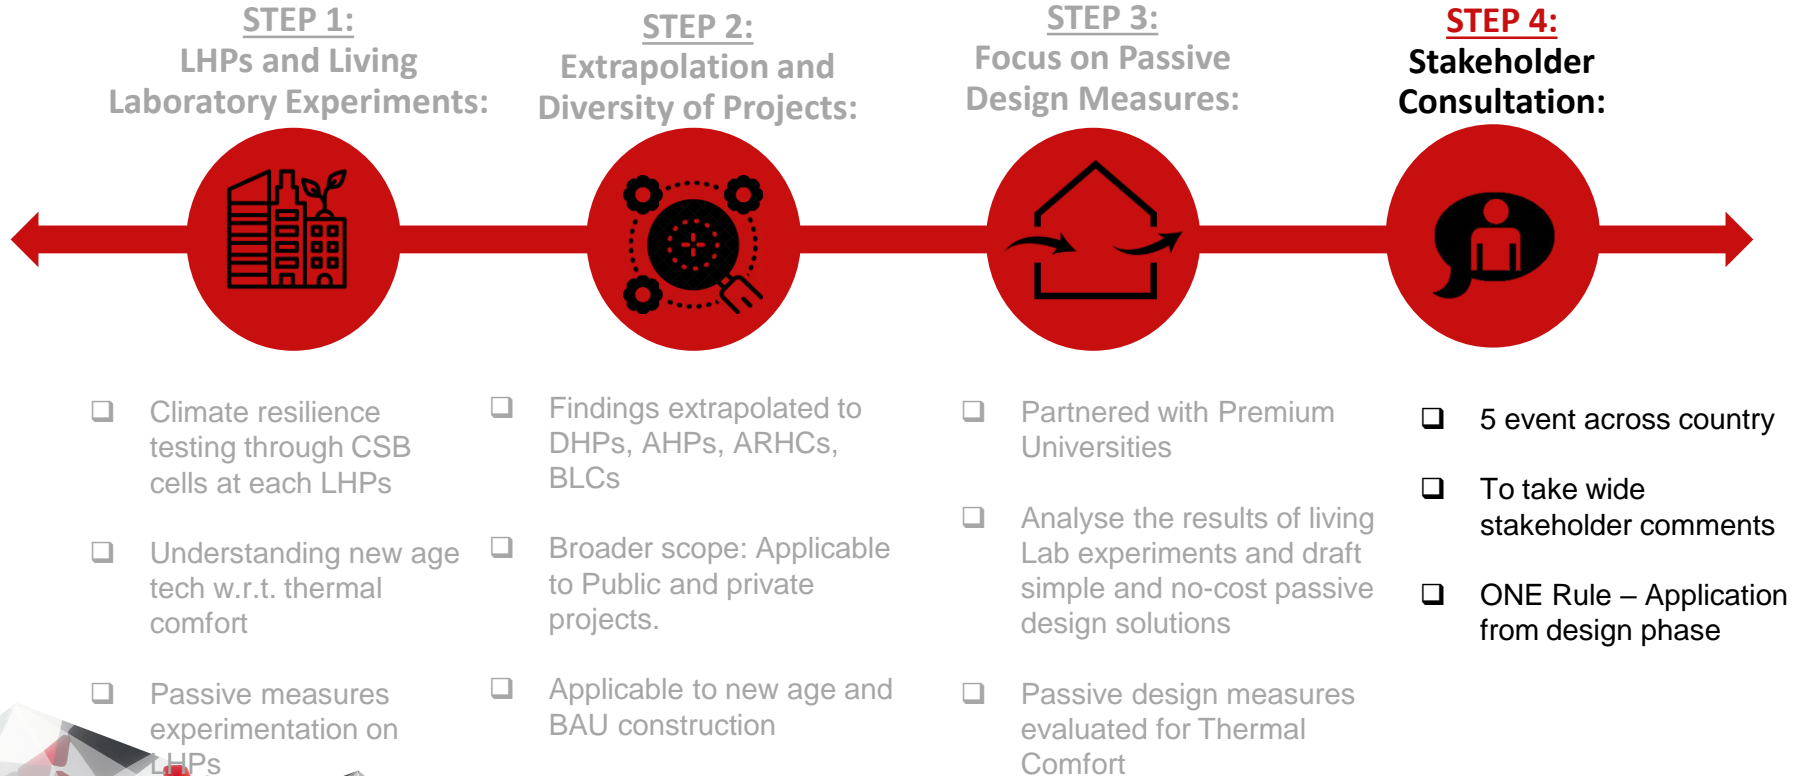 STEP 1:
LHPs and Living
Laboratory Experiments:
STEP 2:
Extrapolation and
Diversity of Projects:
STEP 3:
Focus on Passive
Design Measures:
STEP 4:
Stakeholder
Consultation:
Climate resilience
testing through CSB
cells at each LHPs
Understanding new age
tech w.r.t. thermal
comfort
Passive measures
experimentation on
LHPs
Findings extrapolated to
DHPs, AHPs, ARHCs,
BLCs
Broader scope: Applicable
to Public and private
projects.
Applicable to new age and
BAU construction
Partnered with Premium
Universities
Analyse the results of living
Lab experiments and draft
simple and no-cost passive
design solutions
Passive design measures
evaluated for Thermal
Comfort
5 event across country
To take wide
stakeholder comments
ONE Rule – Application
from design phase